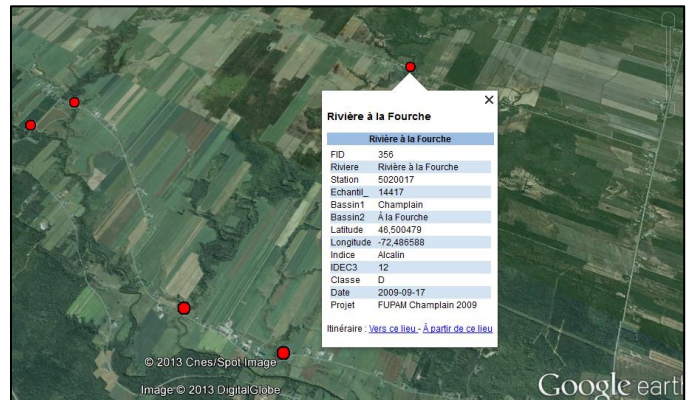 ×
Rivière à la Fourche
Rivière à la Fourche
FID 356
Riviere Rivière à la Fourche
Station 5020017
Echantil_ 14417
Bassin1 Champlain
Bassin2 À la Fourche
Latitude 46,500479
Longitude -72,486588
Indice Alcalin
IDEC3 12
Classe D
Date 2009-09-17
Projet FUPAM Champlain 2009
Itinéraire : Vers ce lieu - À partir de ce lieu
© 2013 Cnes/Spot Image
Image © 2013 DigitalGlobe
Google earth